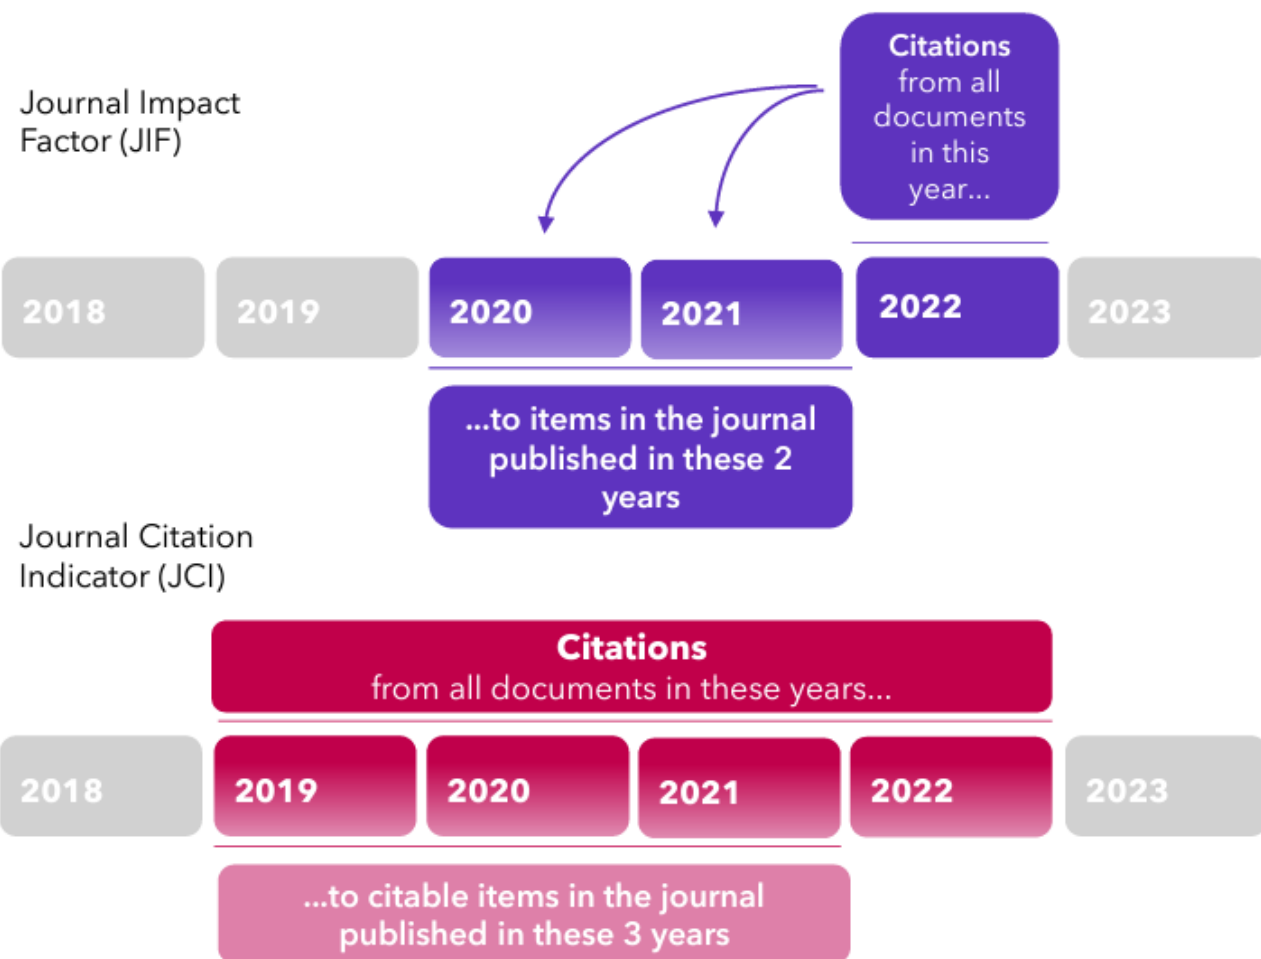 Citations
from all
documents
in this
year...
Journal Impact
Factor (JIF)
2018
2019
2020
2021
2022
2023
...to items in the journal
published in these 2
years
Journal Citation
Indicator (JCI)
Citations
from all documents in these years...
2018
2019
2020
2021
2022
2023
...to citable items in the journal
published in these 3 years